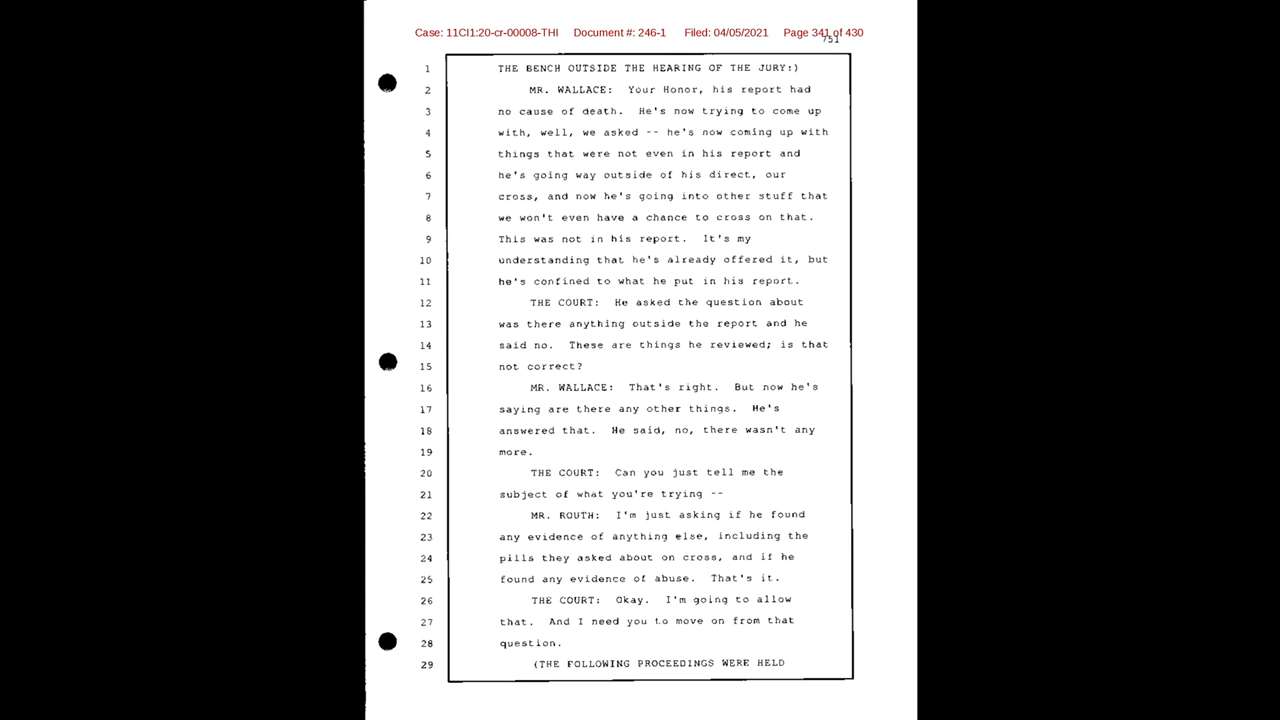 Case: 11CI1:20-cr-00008-THI Document #: 246-1 Filed: 04/05/2021 Page 341 of 430
751
1 THE BENCH OUTSIDE THE HEARING OF THE JURY:)
2 MR. WALLACE: Your Honor, his report had
3 no cause of death. He's now trying to come up
4 with, well, we asked -- he's now coming up with
5 things that were not even in his report and
6 he's going way outside of his direct, our
7 cross, and now he's going into other stuff that
8 we won't even have a chance to cross on that.
9 This was not in his report. It's my
10 understanding that he's already offered it, but
11 he's confined to what he put in his report.
12 THE COURT: He asked the question about
13 was there anything outside the report and he
14 said no. These are things he reviewed; is that
15 not correct?
16 MR. WALLACE: That's right. But now he's
17 saying are there any other things. He's
18 answered that. He said, no, there wasn't any
19 more.
20 THE COURT: Can you just tell me the
21 subject of what you're trying --
22 MR. ROUTH: I'm just asking if he found
23 any evidence of anything else, including the
24 pills they asked about on cross, and if he
25 found any evidence of abuse. That's it.
26 THE COURT: Okay. I'm going to allow
27 that. And I need you to move on from that
28 question.
29 (THE FOLLOWING PROCEEDINGS WERE HELD